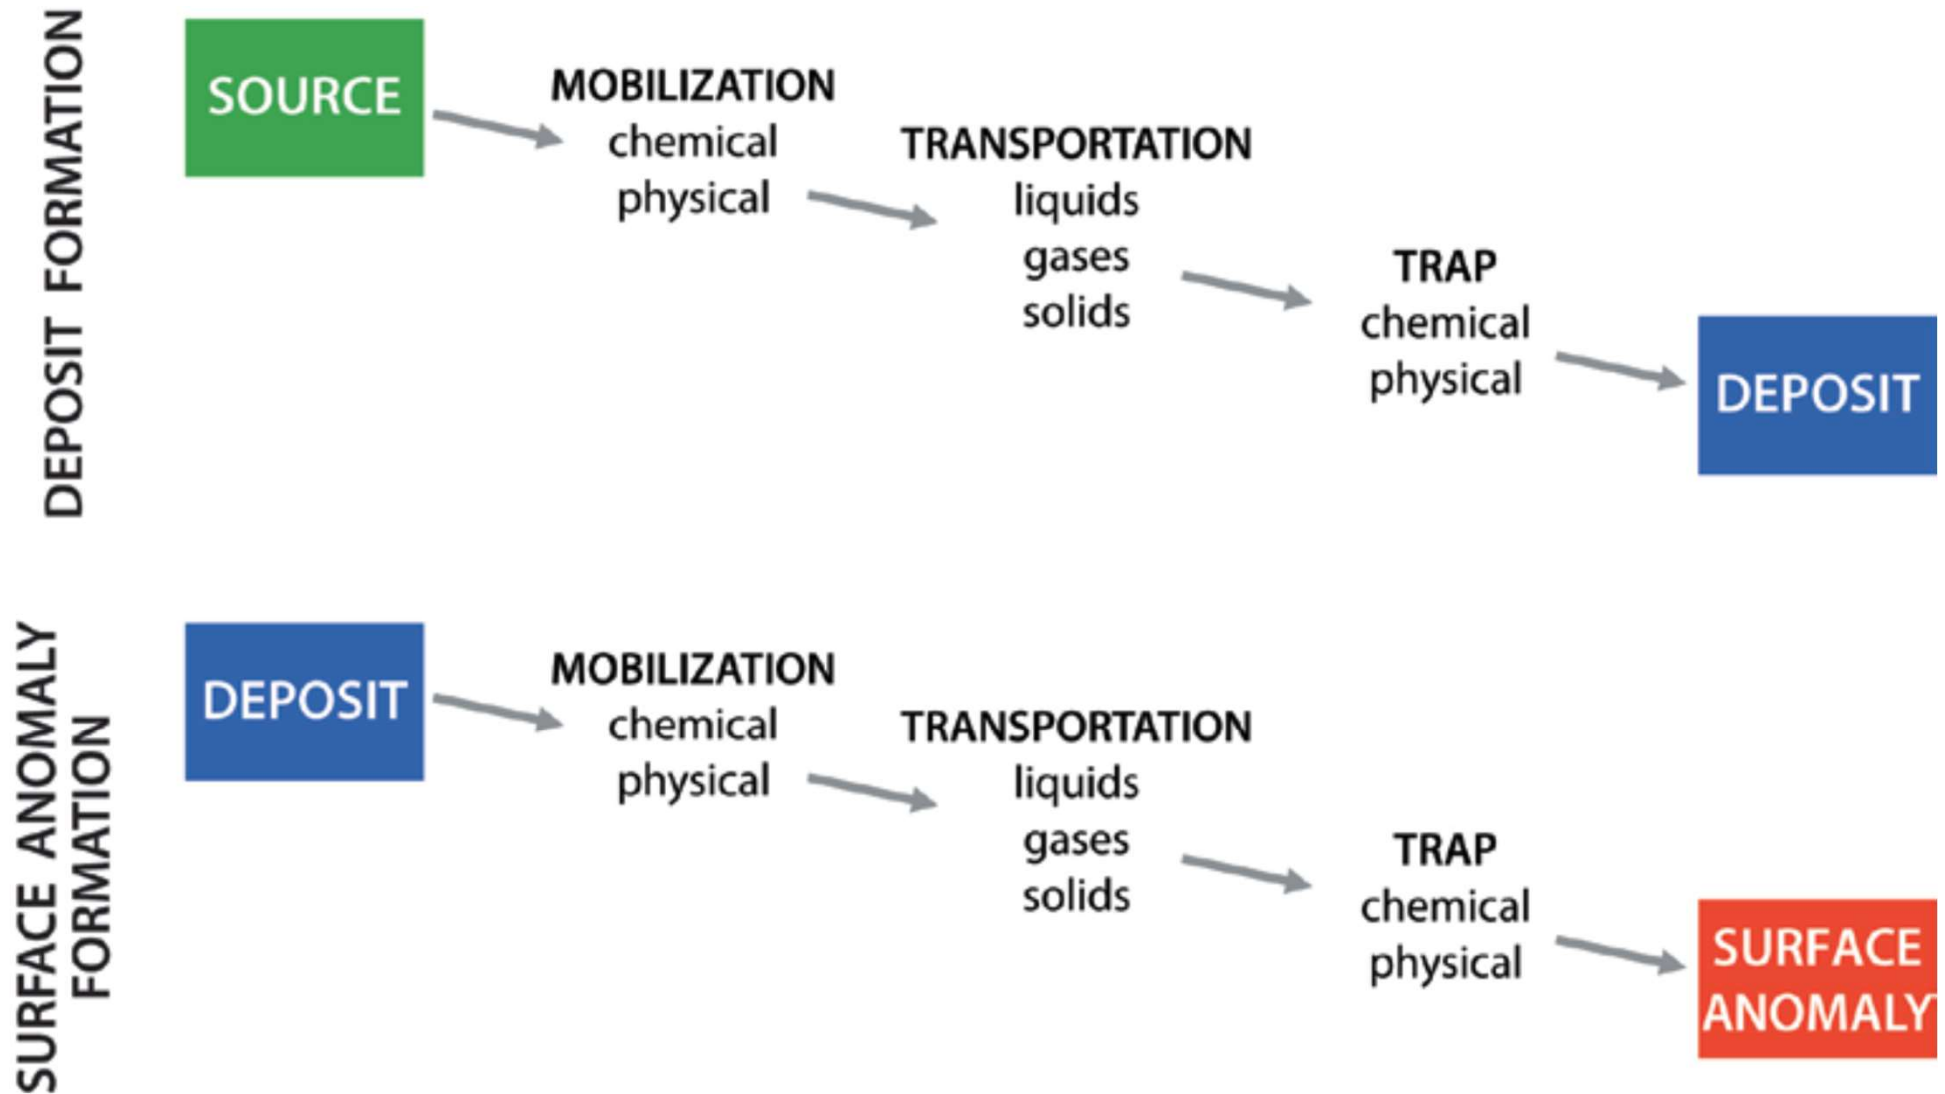 DEPOSIT FORMATION
SOURCE
MOBILIZATION
chemical
physical
TRANSPORTATION
liquids
gases
solids
TRAP
chemical
physical
DEPOSIT
SURFACE ANOMALY
FORMATION
DEPOSIT
MOBILIZATION
chemical
physical
TRANSPORTATION
liquids
gases
solids
TRAP
chemical
physical
SURFACE
ANOMALY